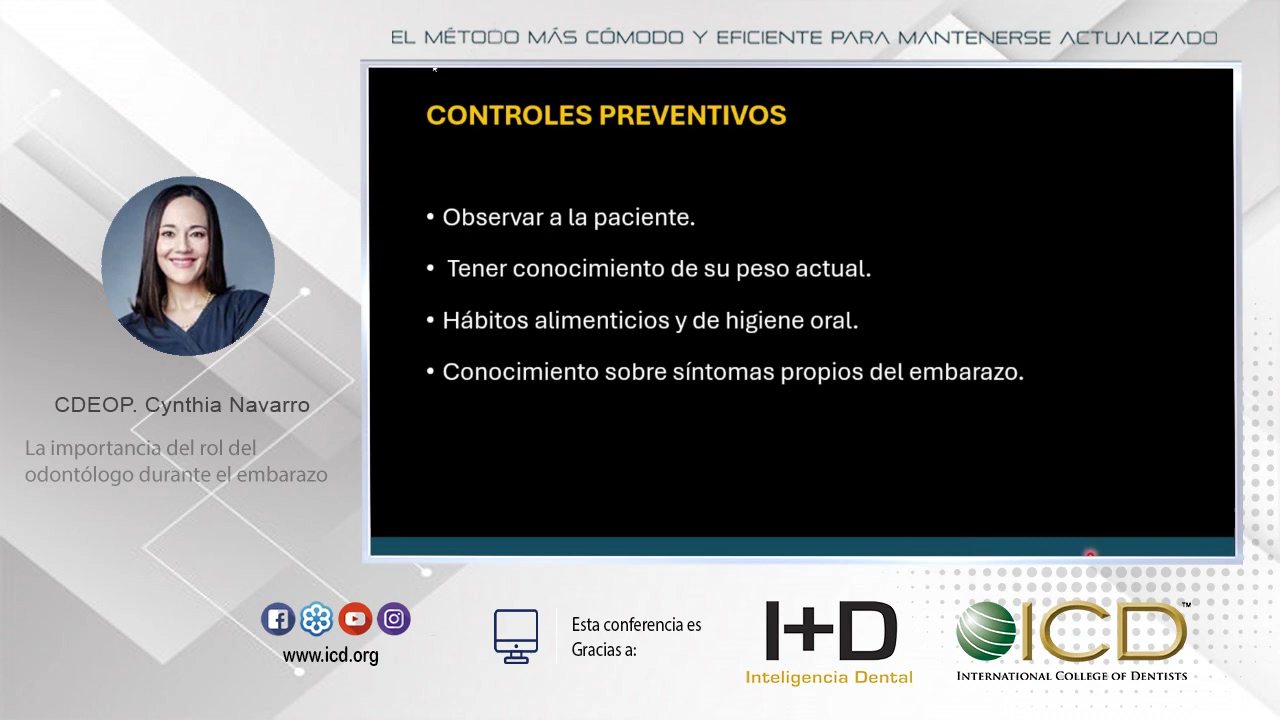 EL MÉTODO MÁS CÓMODO Y EFICIENTE PARA MANTENERSE ACTUALIZADO
CONTROLES PREVENTIVOS
• Observar a la paciente.
• Tener conocimiento de su peso actual.
• Hábitos alimenticios y de higiene oral.
• Conocimiento sobre síntomas propios del embarazo.
CDEOP. Cynthia Navarro
La importancia del rol del
odontólogo durante el embarazo
www.icd.org
Esta conferencia es
Gracias a:
I+D
Inteligencia Dental
ICD™
INTERNATIONAL COLLEGE OF DENTISTS